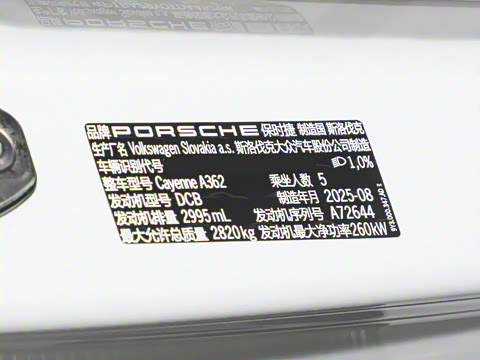 品牌 PORSCHE 保时捷 制造国 斯洛伐克
生产厂名 Volkswagen Slovakia a.s. 斯洛伐克大众汽车股份公司制造
车辆识别代号 1,0%
整车型号 Cayenne A362 乘坐人数 5
发动机型号 DCB 制造年月 2025-08
发动机排量 2995 mL 发动机序列号 A72644
最大允许总质量 2820 kg 发动机最大净功率 260kW